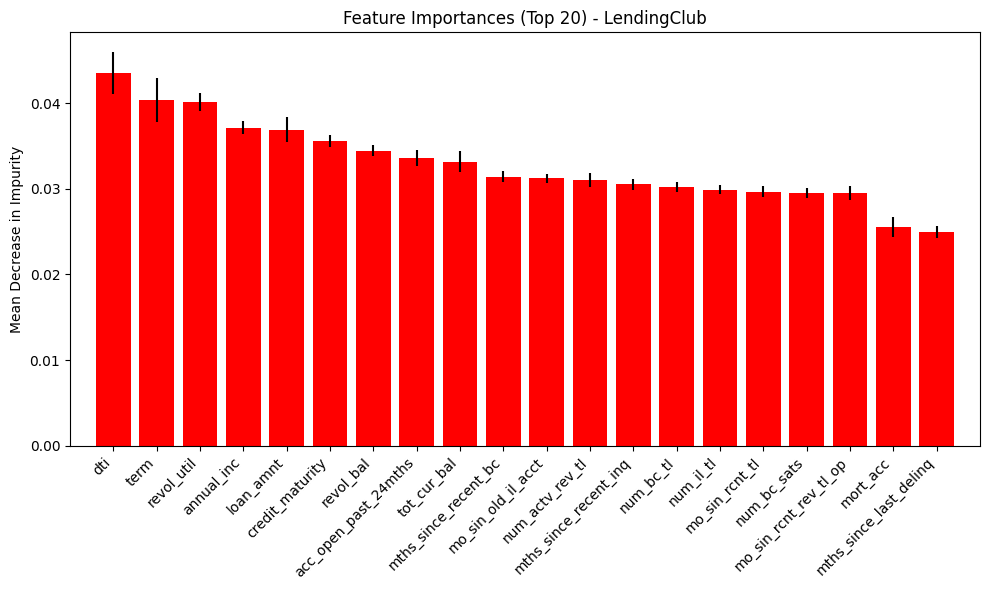 Feature Importances (Top 20) - LendingClub
Mean Decrease in Impurity
0.04
0.03
0.02
0.01
0.00
dti
term
revol_util
annual_inc
loan_amnt
credit_maturity
revol_bal
acc_open_past_24mths
tot_cur_bal
mths_since_recent_bc
mo_sin_old_il_acct
num_actv_rev_tl
mths_since_recent_inq
num_bc_tl
num_il_tl
mo_sin_rcnt_tl
num_bc_sats
mo_sin_rcnt_rev_tl_op
mort_acc
mths_since_last_delinq